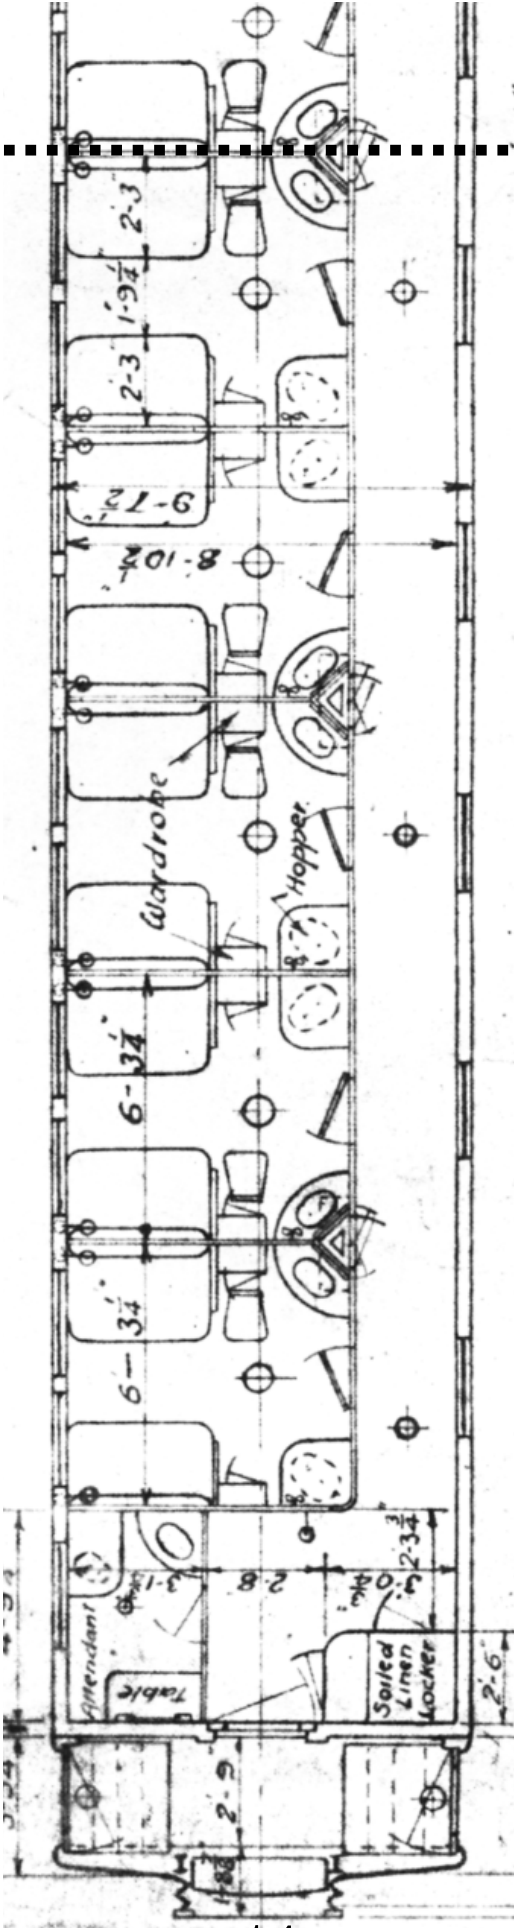 2'-3"
1'-9¼"
2'-3
9'-7½"
8'-10½"
Wardrobe
Hopper.
6'-3¼"
6'-3¼"
2'-3¾"
3'-1
2'-8
Attendant
Table
Soiled
Linen
Locker
2'-6"
2'-9